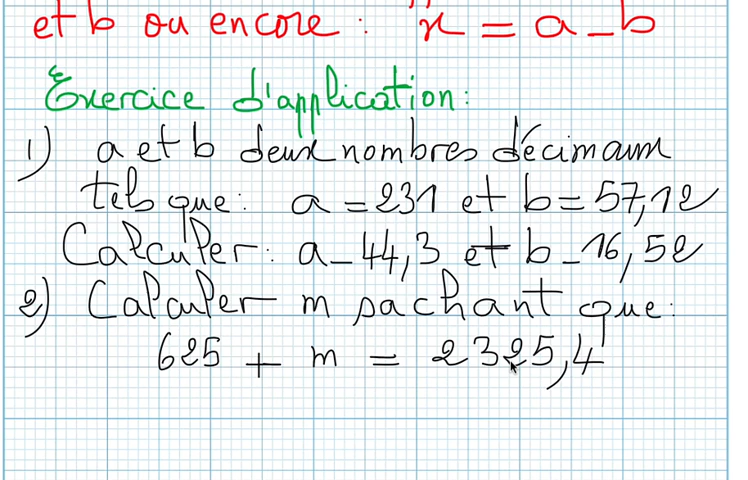 et b ou encore : "x = a - b
Exercice d'application :
1) a et b deux nombres décimaux
tels que : a = 231 et b = 57,12
Calculer : a - 44,3 et b - 16,52
2) Calculer m sachant que :
625 + m = 2325,4